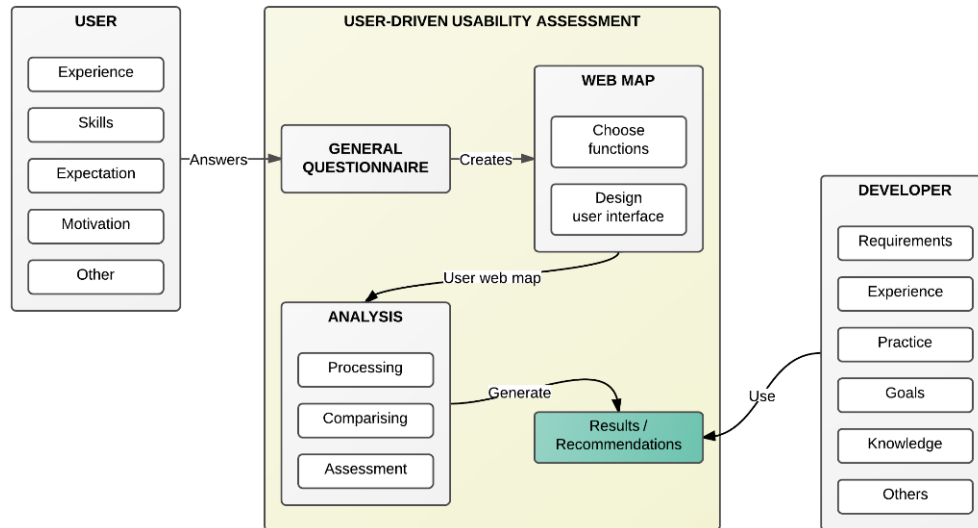 USER
Experience
Skills
Expectation
Motivation
Other
Answers
USER-DRIVEN USABILITY ASSESSMENT
GENERAL
QUESTIONNAIRE
Creates
WEB MAP
Choose
functions
Design
user interface
User web map
ANALYSIS
Processing
Comparising
Assessment
Generate
Results /
Recommendations
Use
DEVELOPER
Requirements
Experience
Practice
Goals
Knowledge
Others